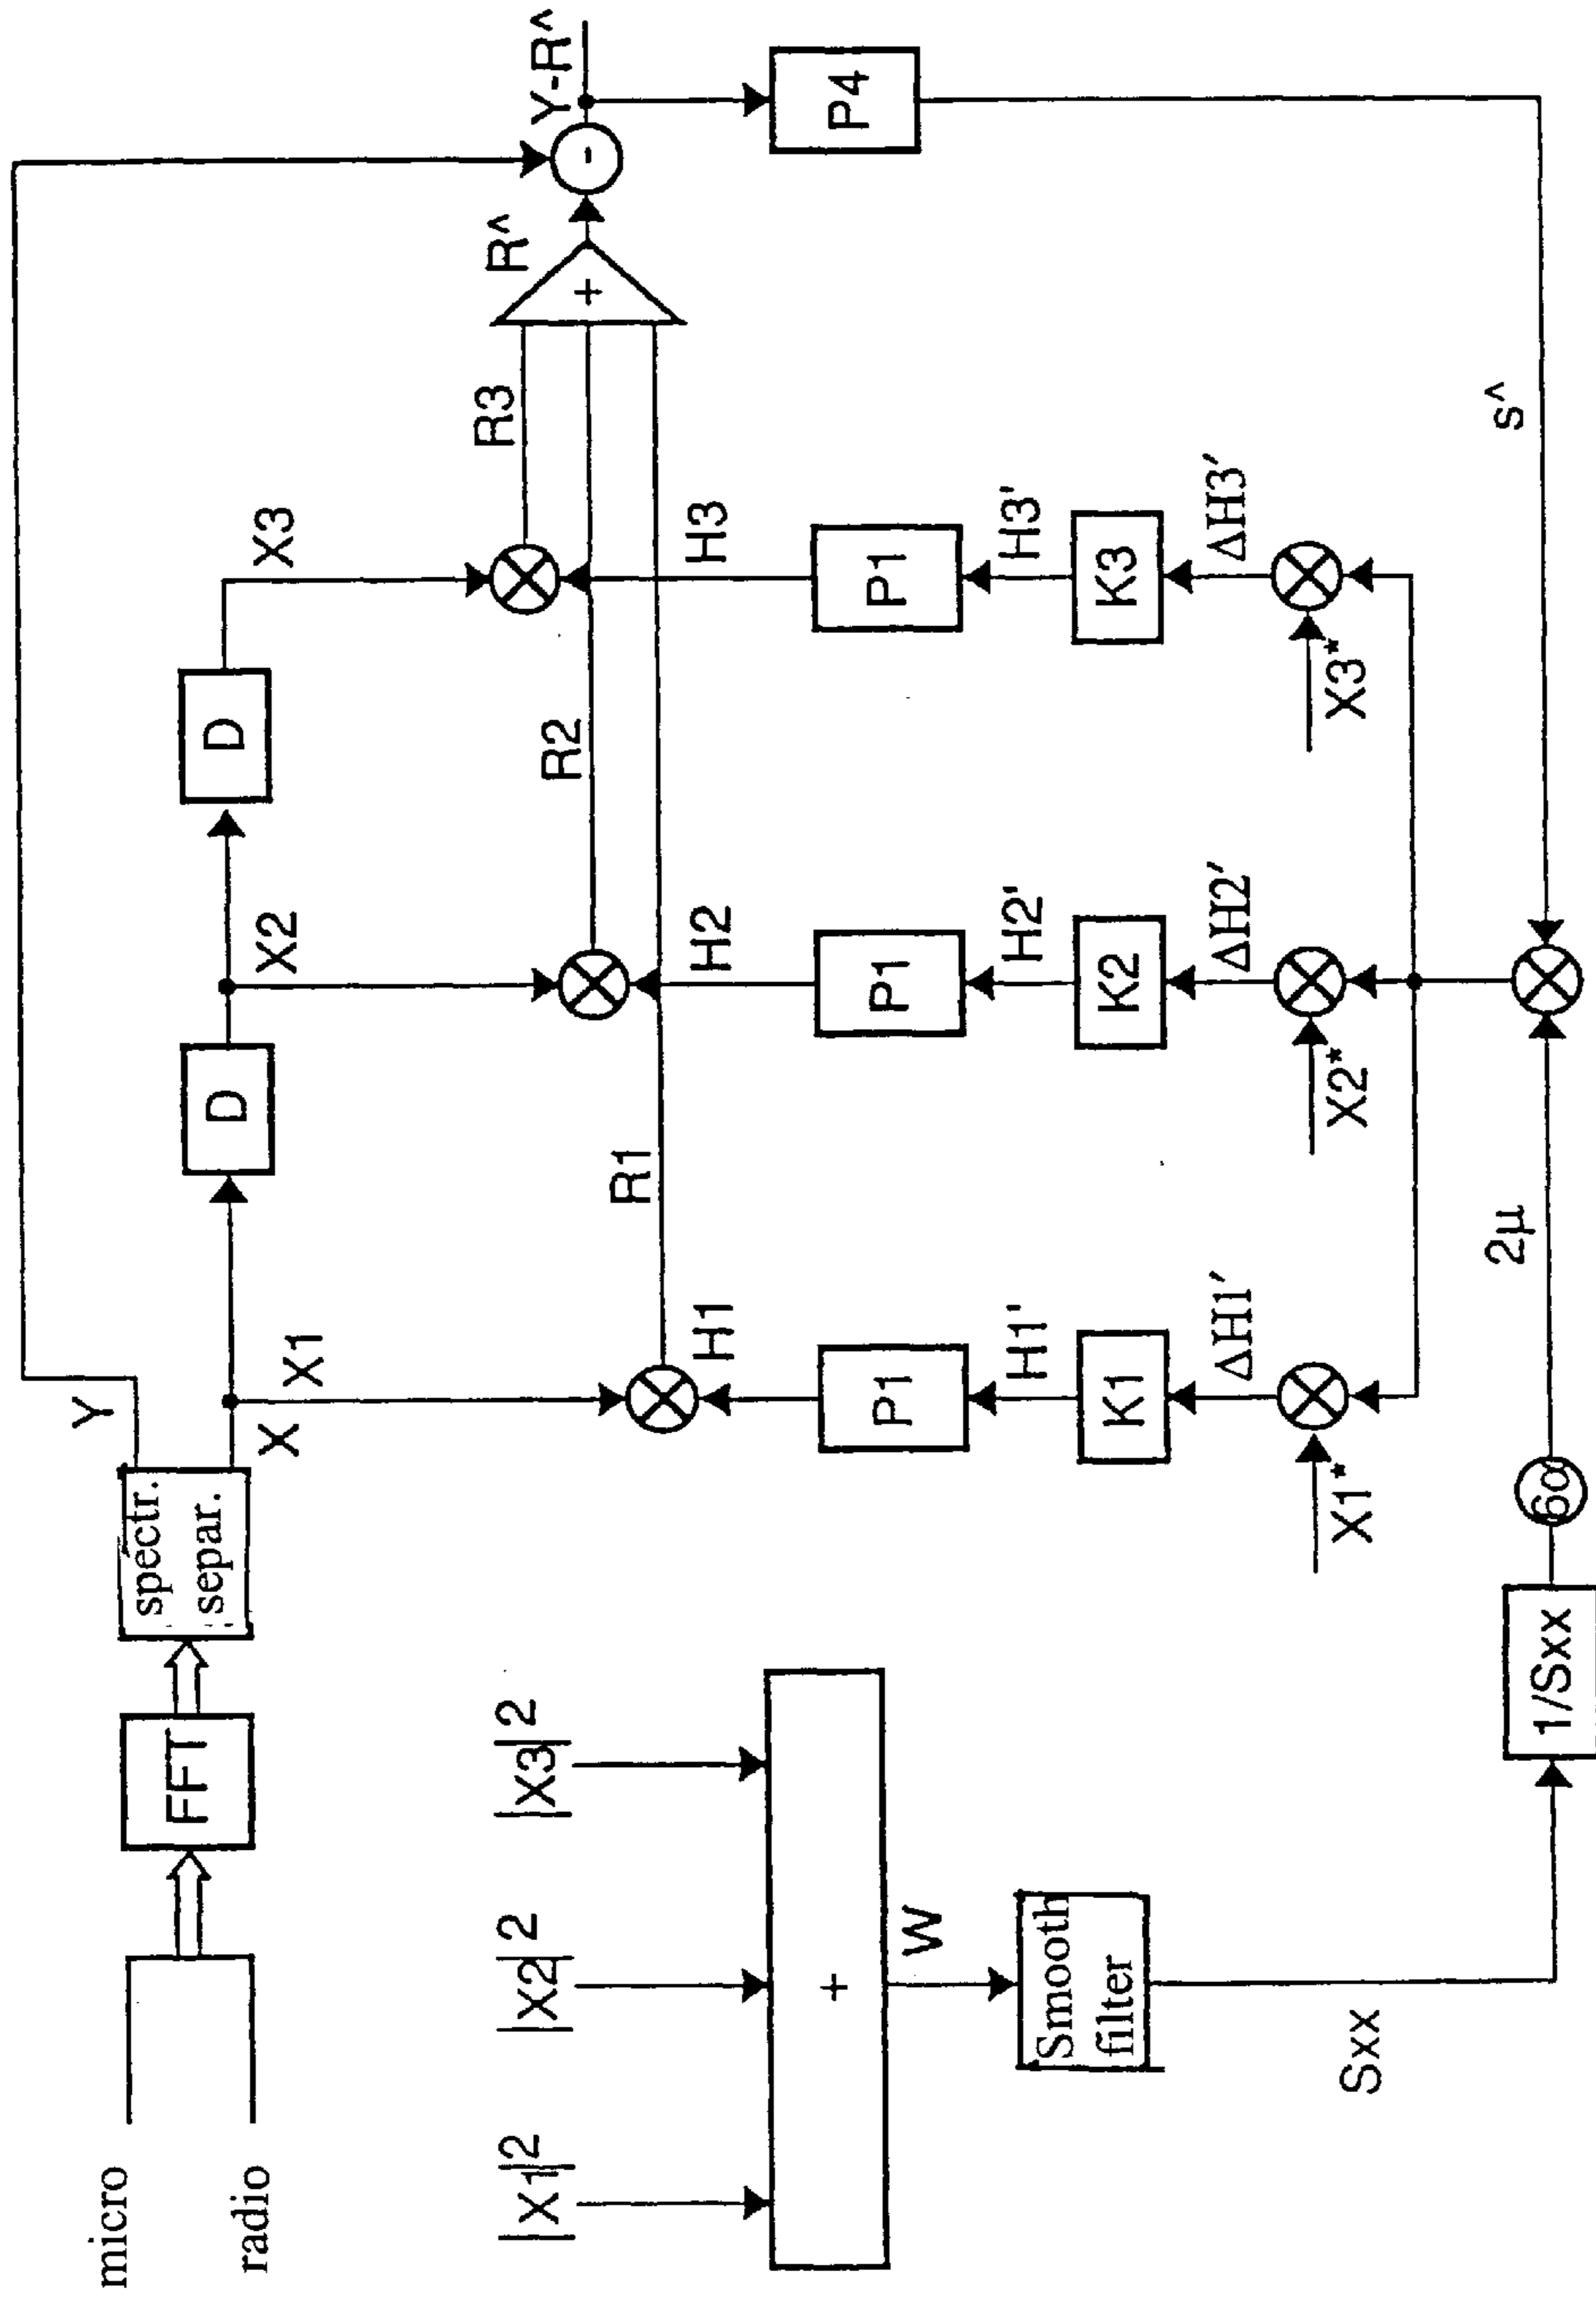 micro
radio
FFT
spectr.
separ.
Y
X
X1
D
X2
D
X3
R1
R2
R3
R^
+
-
Y-R^
H1
H2
H3
P1
P1
P1
P4
H1'
H2'
H3'
K1
K2
K3
ΔH1'
ΔH2'
ΔH3'
X1*
X2*
X3*
|X1|2
|X2|2
|X3|2
+
W
Smooth
filter
Sxx
1/Sxx
6α
2μ
s^